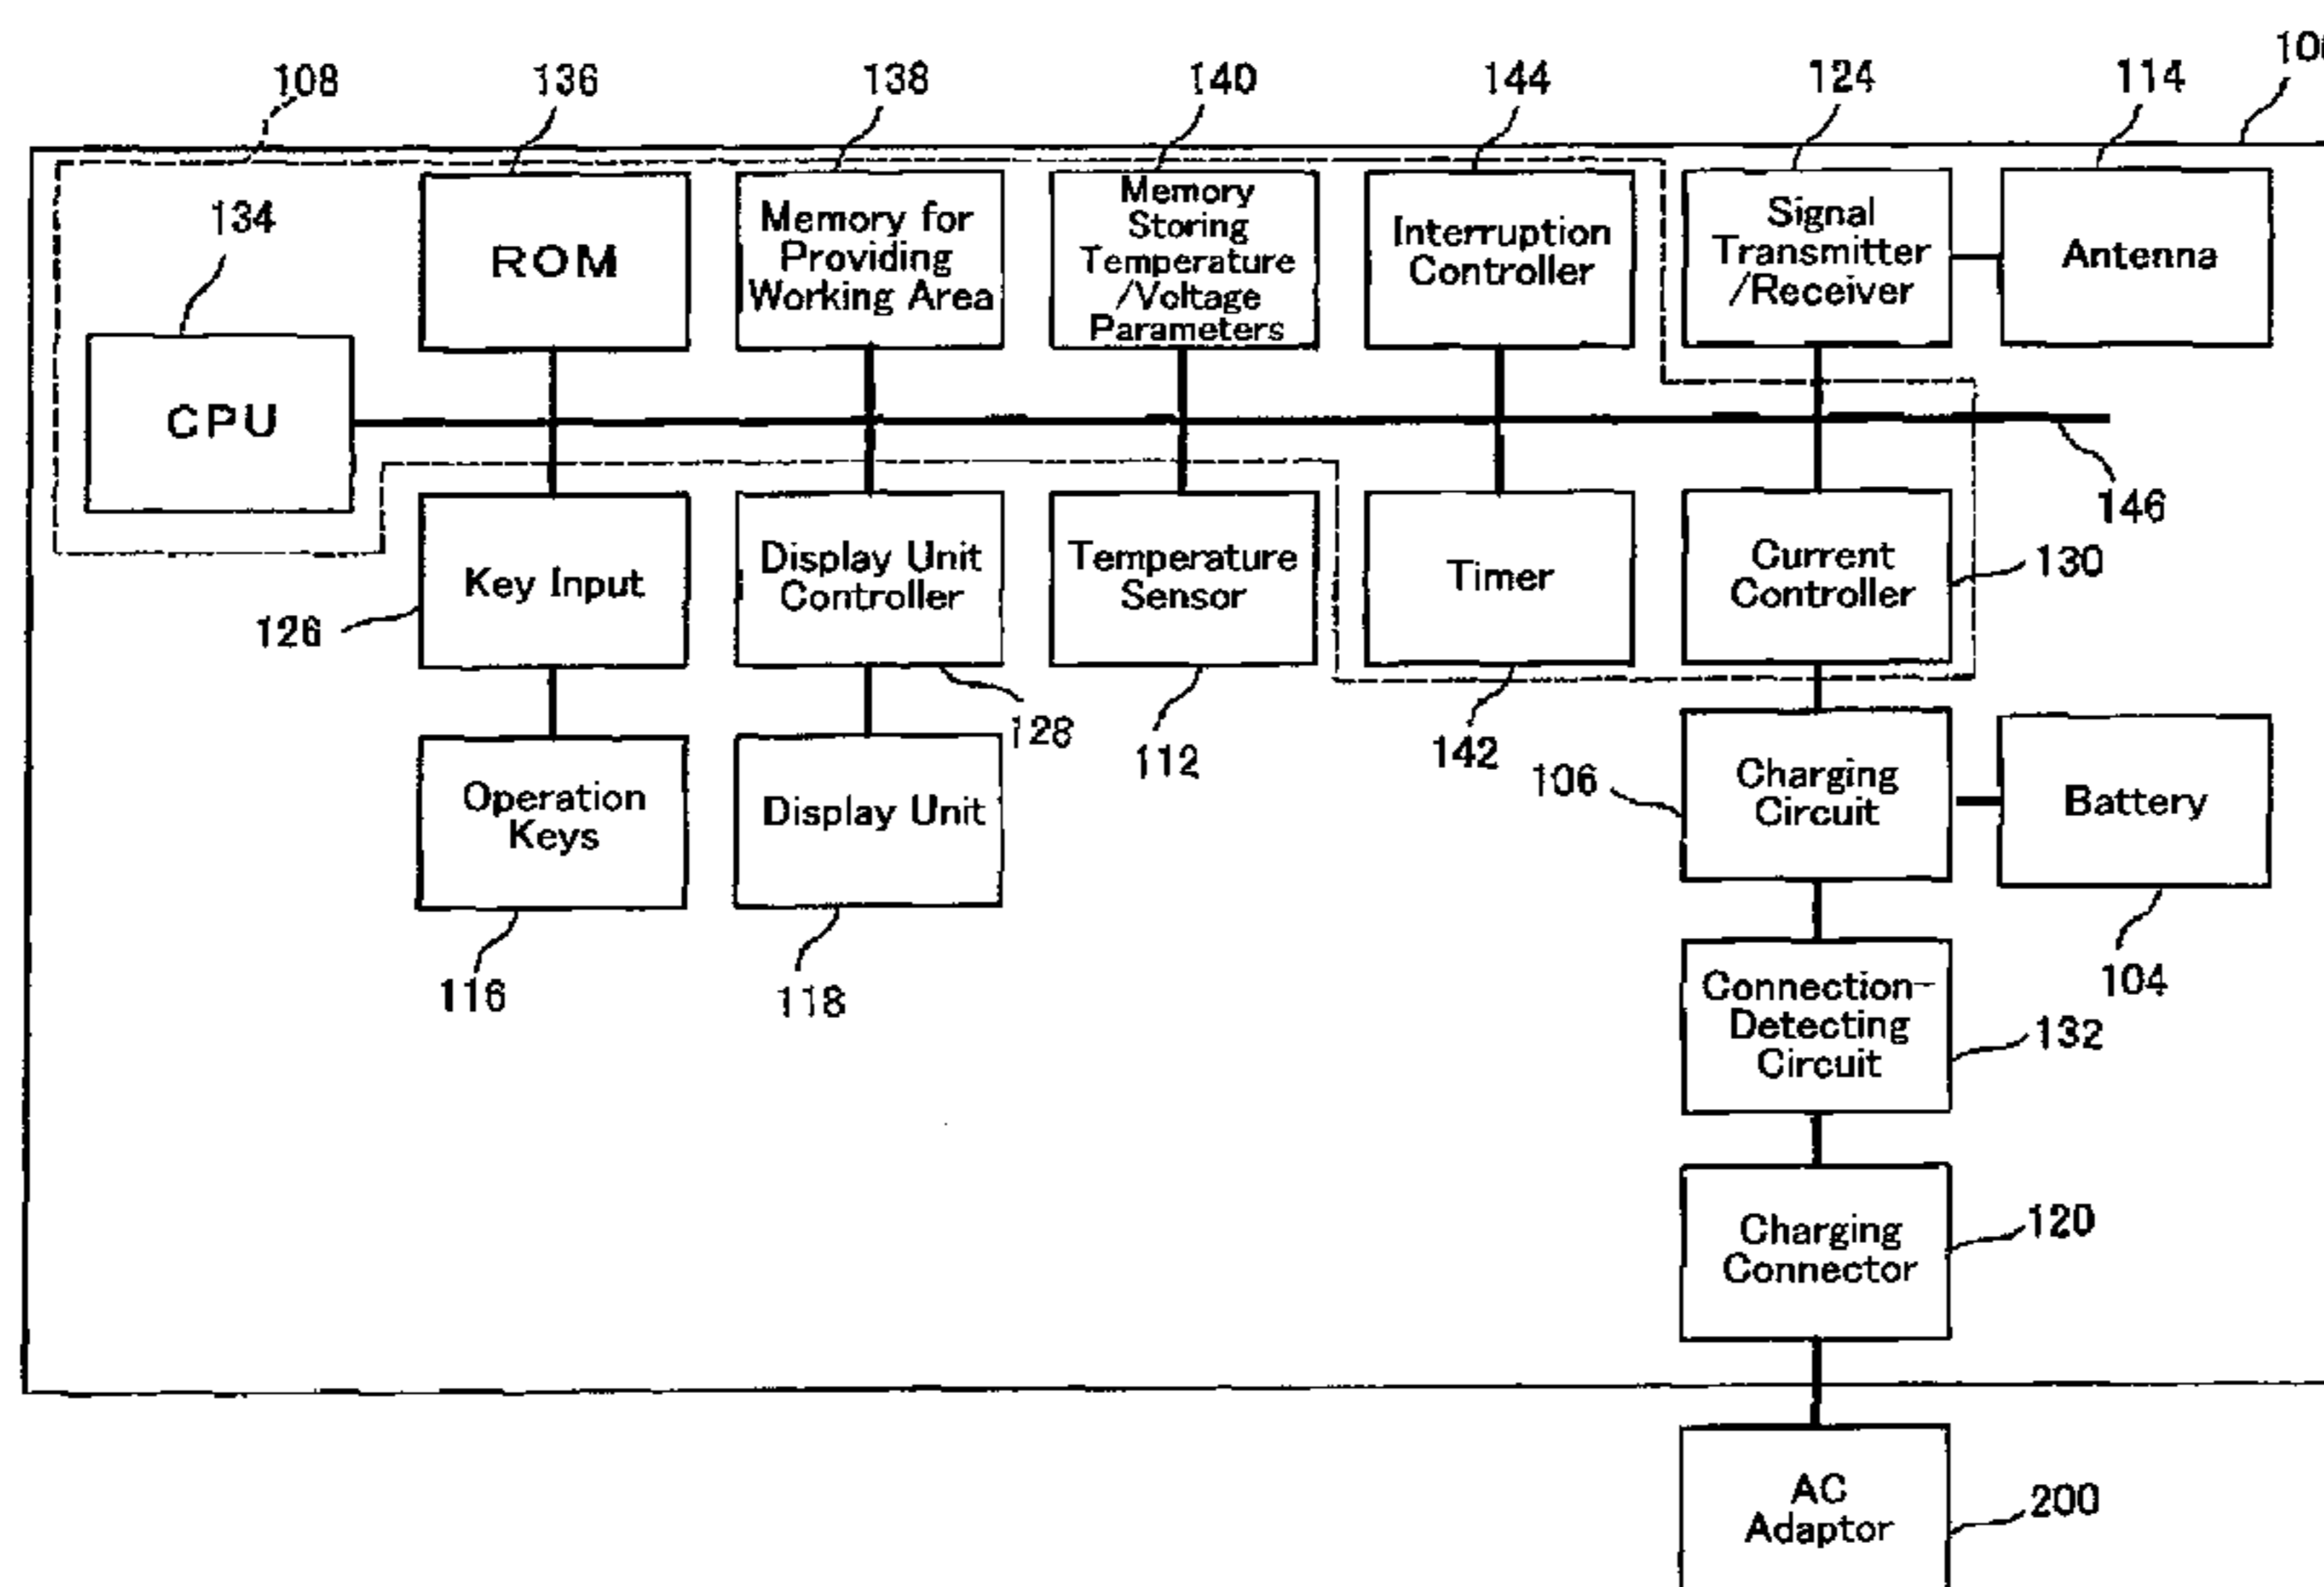 108
136
138
140
144
124
114
134
ROM
Memory for
Providing
Working Area
Memory
Storing
Temperature
/Voltage
Parameters
Interruption
Controller
Signal
Transmitter
/Receiver
Antenna
CPU
146
Key Input
126
Display Unit
Controller
128
Temperature
Sensor
112
Timer
142
Current
Controller
130
Operation
Keys
116
Display Unit
118
106
Charging
Circuit
Battery
104
Connection-
Detecting
Circuit
132
Charging
Connector
120
AC
Adaptor
200